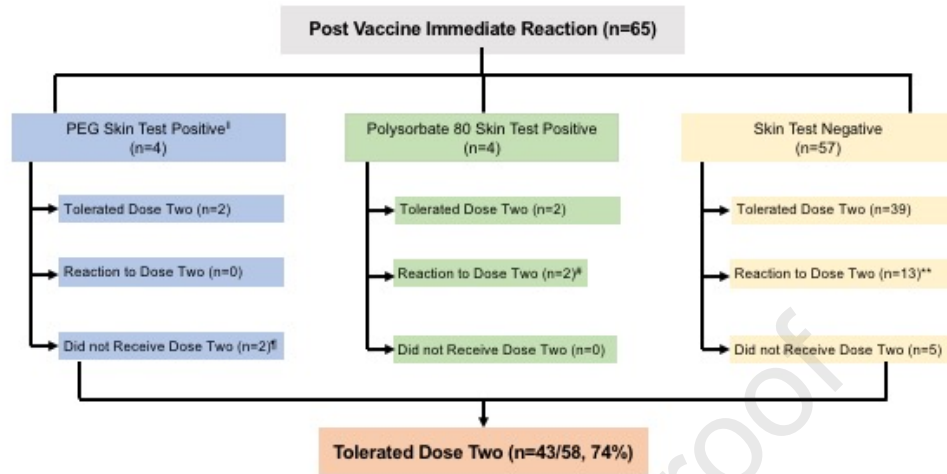 Post Vaccine Immediate Reaction (n=65)
PEG Skin Test Positive‖
(n=4)
Tolerated Dose Two (n=2)
Reaction to Dose Two (n=0)
Did not Receive Dose Two (n=2)¶
Polysorbate 80 Skin Test Positive
(n=4)
Tolerated Dose Two (n=2)
Reaction to Dose Two (n=2)#
Did not Receive Dose Two (n=0)
Skin Test Negative
(n=57)
Tolerated Dose Two (n=39)
Reaction to Dose Two (n=13)**
Did not Receive Dose Two (n=5)
Tolerated Dose Two (n=43/58, 74%)
roof